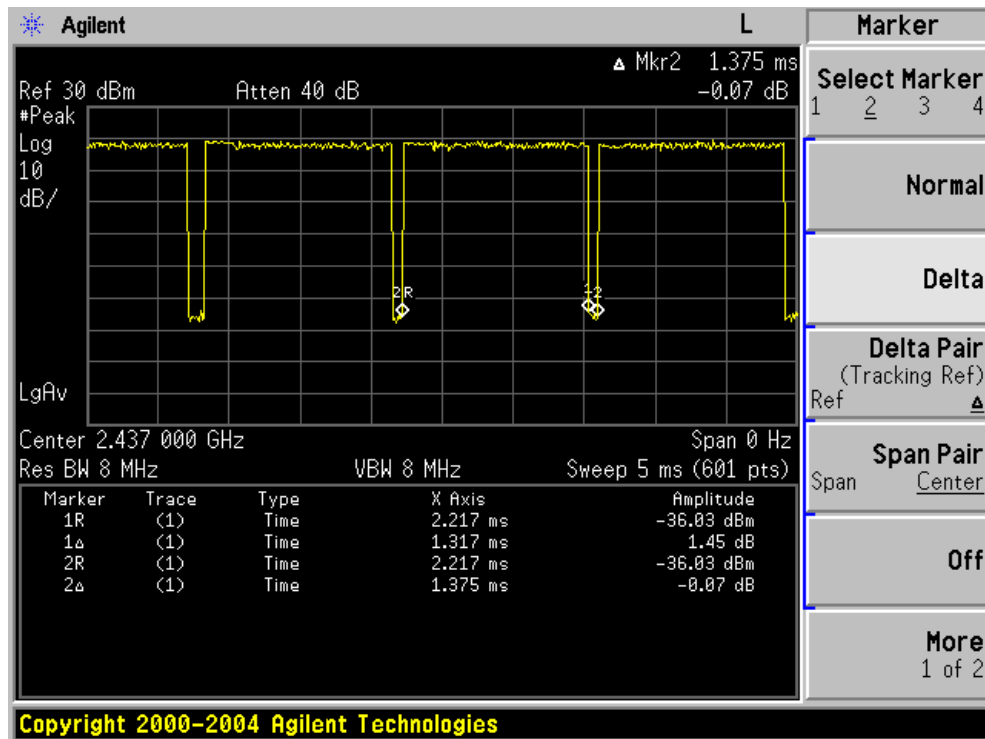 Agilent L
Δ Mkr2 1.375 ms
Ref 30 dBm Atten 40 dB -0.07 dB
#Peak
Log
10
dB/
2R
2
LgAv
Center 2.437 000 GHz Span 0 Hz
Res BW 8 MHz VBW 8 MHz Sweep 5 ms (601 pts)
Marker Trace Type X Axis Amplitude
1R (1) Time 2.217 ms -36.03 dBm
1Δ (1) Time 1.317 ms 1.45 dB
2R (1) Time 2.217 ms -36.03 dBm
2Δ (1) Time 1.375 ms -0.07 dB
Marker
Select Marker
1 2 3 4
Normal
Delta
Delta Pair
(Tracking Ref)
Ref Δ
Span Pair
Span Center
Off
More
1 of 2
Copyright 2000-2004 Agilent Technologies